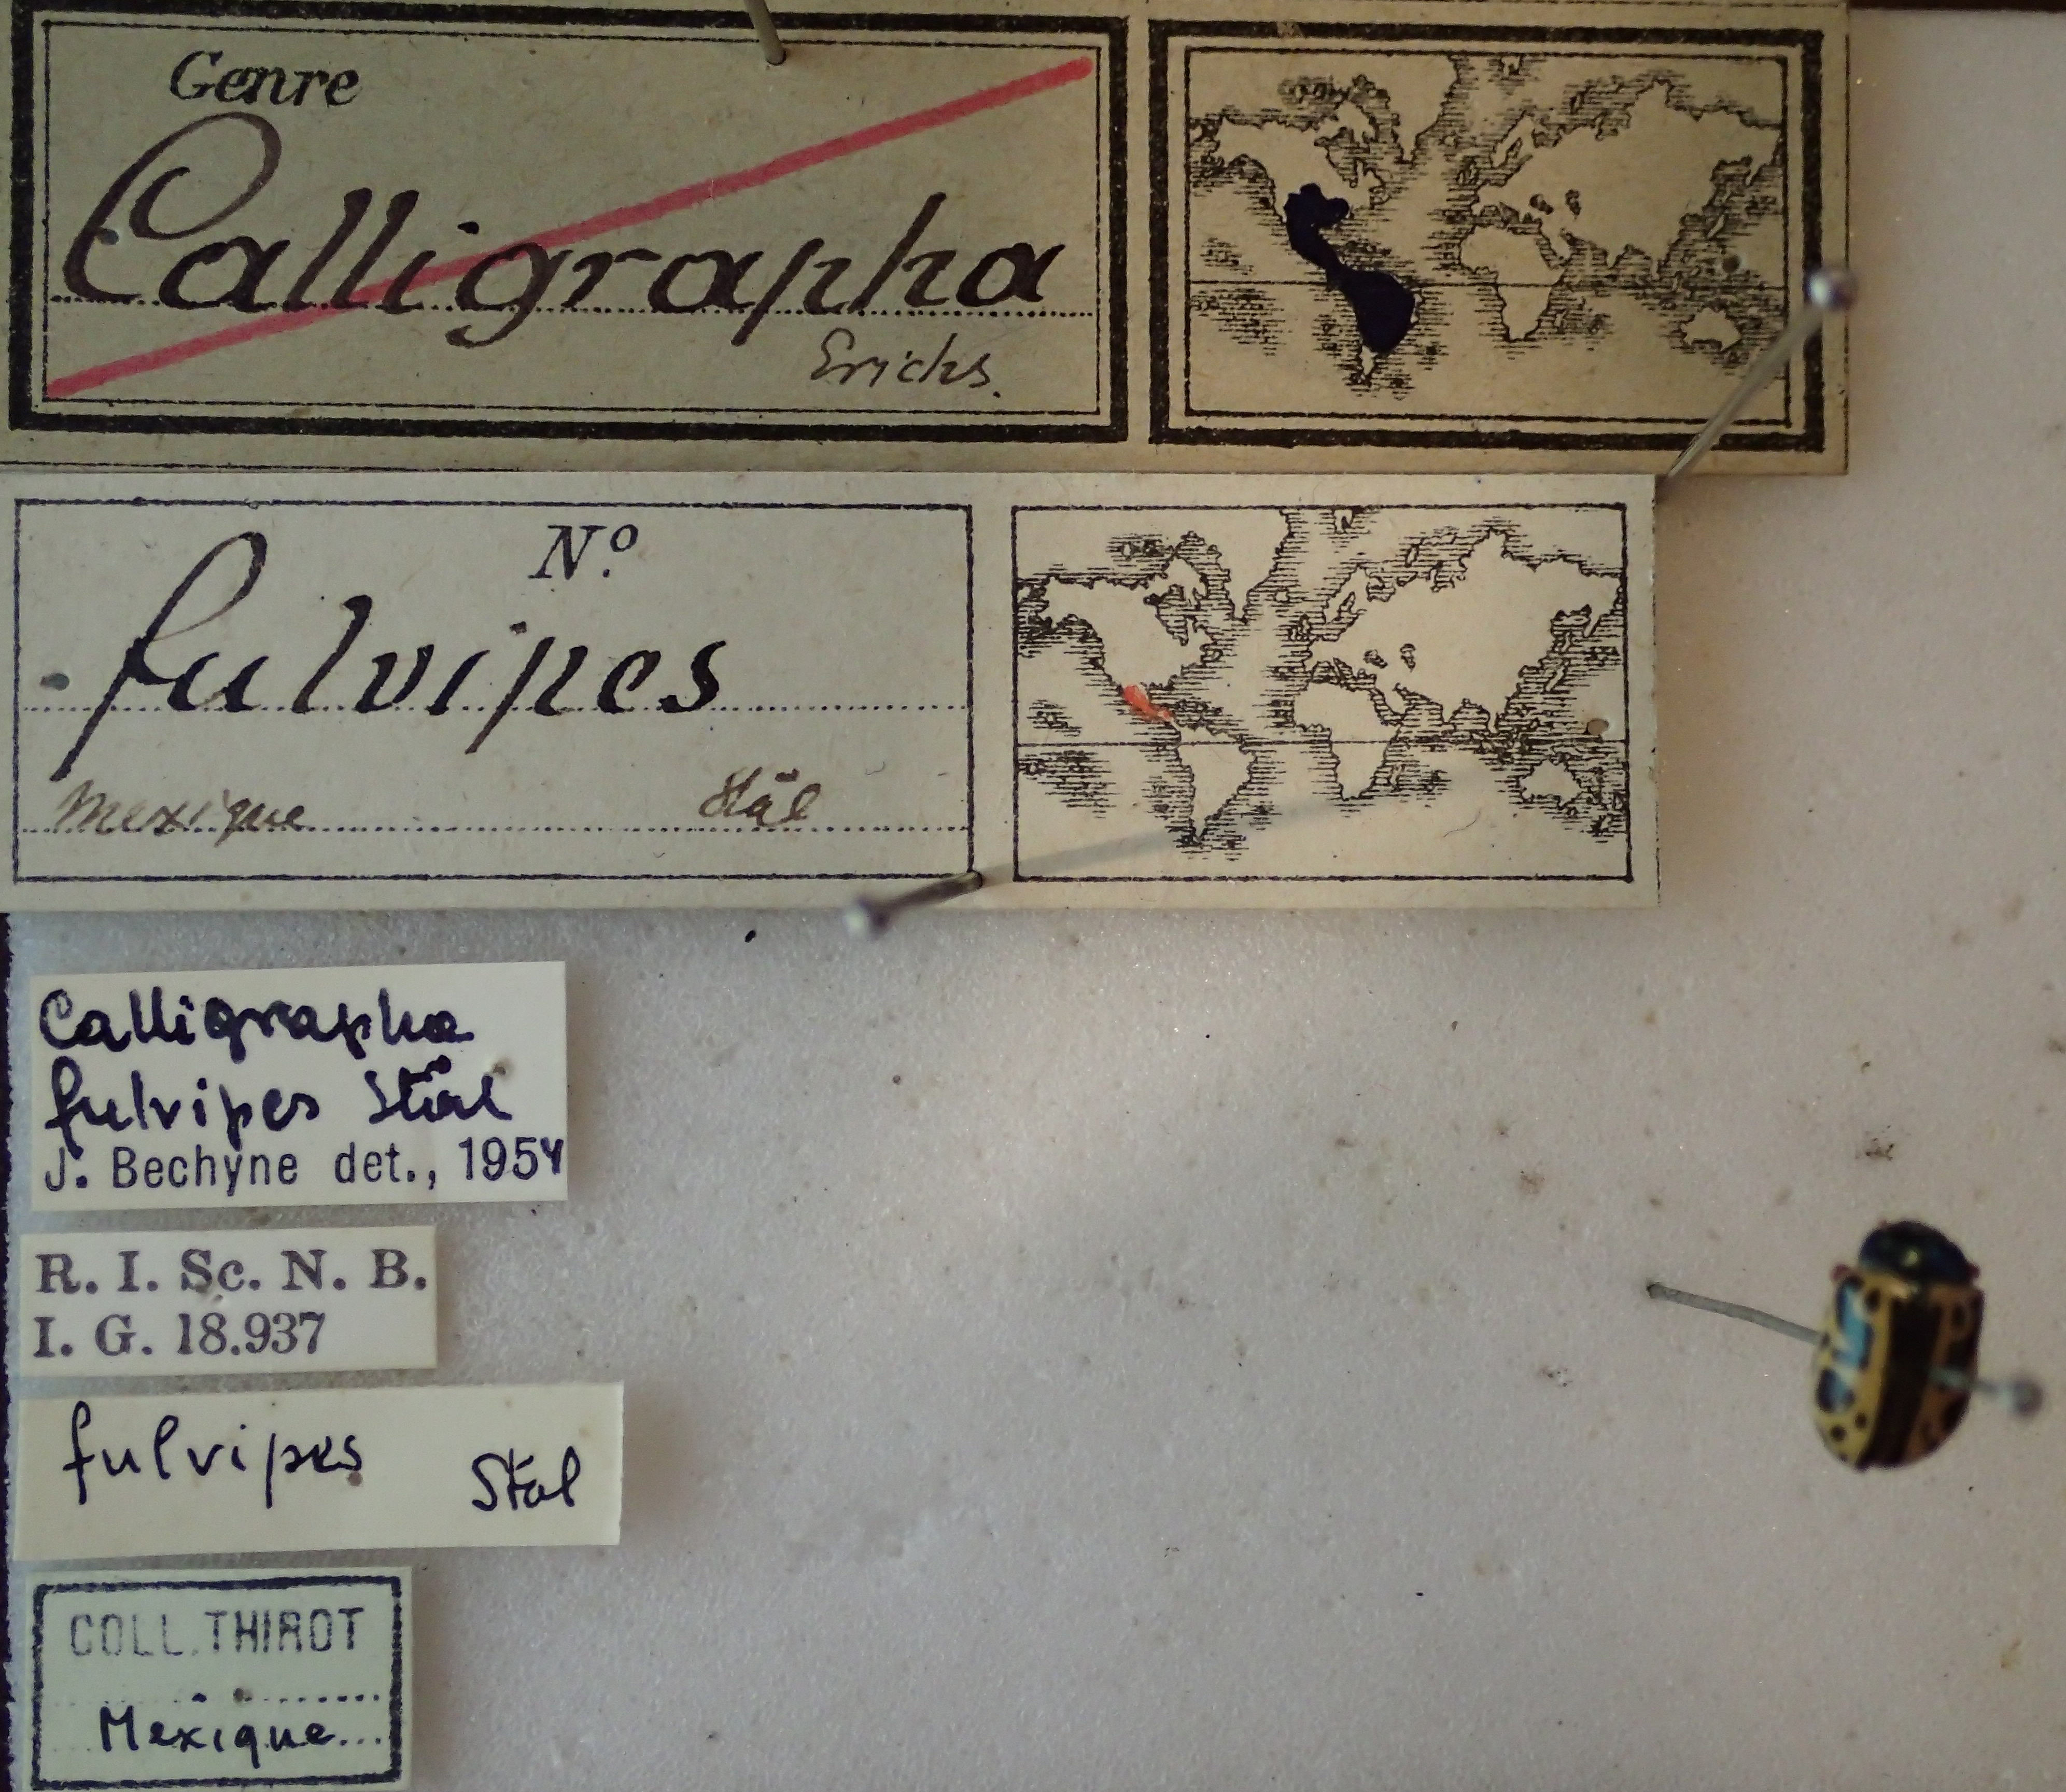 Genre
Calligrapha
Erichs.
Nº
fulvipes
Mexique Stål
Calligrapha
fulvipes Stål
J. Bechyne det., 1954
R. I. Sc. N. B.
I. G. 18.937
fulvipes Stål
COLL. THIROT
Mexique